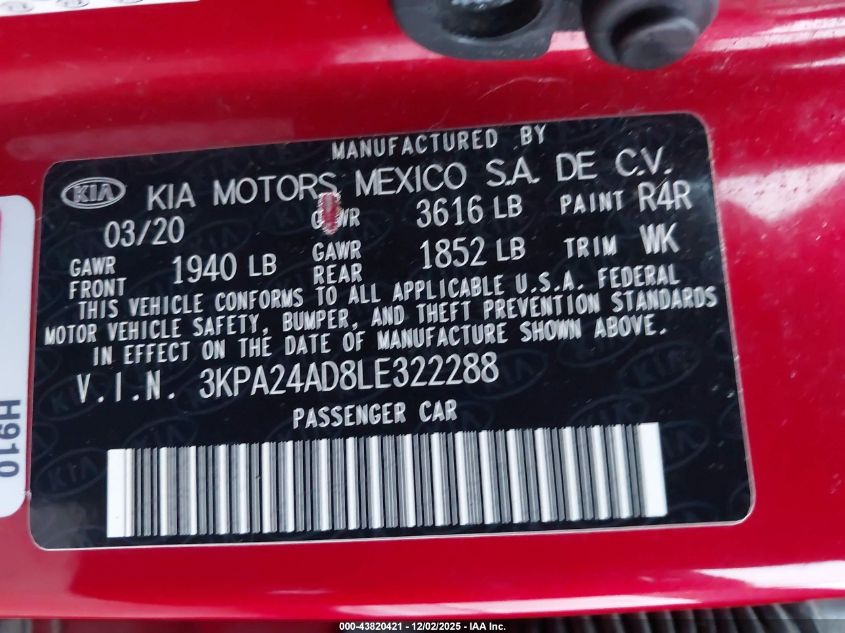 MANUFACTURED BY
KIA KIA MOTORS MEXICO S.A. DE C.V.
03/20 GVWR 3616 LB PAINT R4R
GAWR FRONT 1940 LB GAWR REAR 1852 LB TRIM WK
THIS VEHICLE CONFORMS TO ALL APPLICABLE U.S.A. FEDERAL
MOTOR VEHICLE SAFETY, BUMPER, AND THEFT PREVENTION STANDARDS
IN EFFECT ON THE DATE OF MANUFACTURE SHOWN ABOVE.
V.I.N. 3KPA24AD8LE322288
PASSENGER CAR
H910
000-43820421 - 12/02/2025 - IAA Inc.